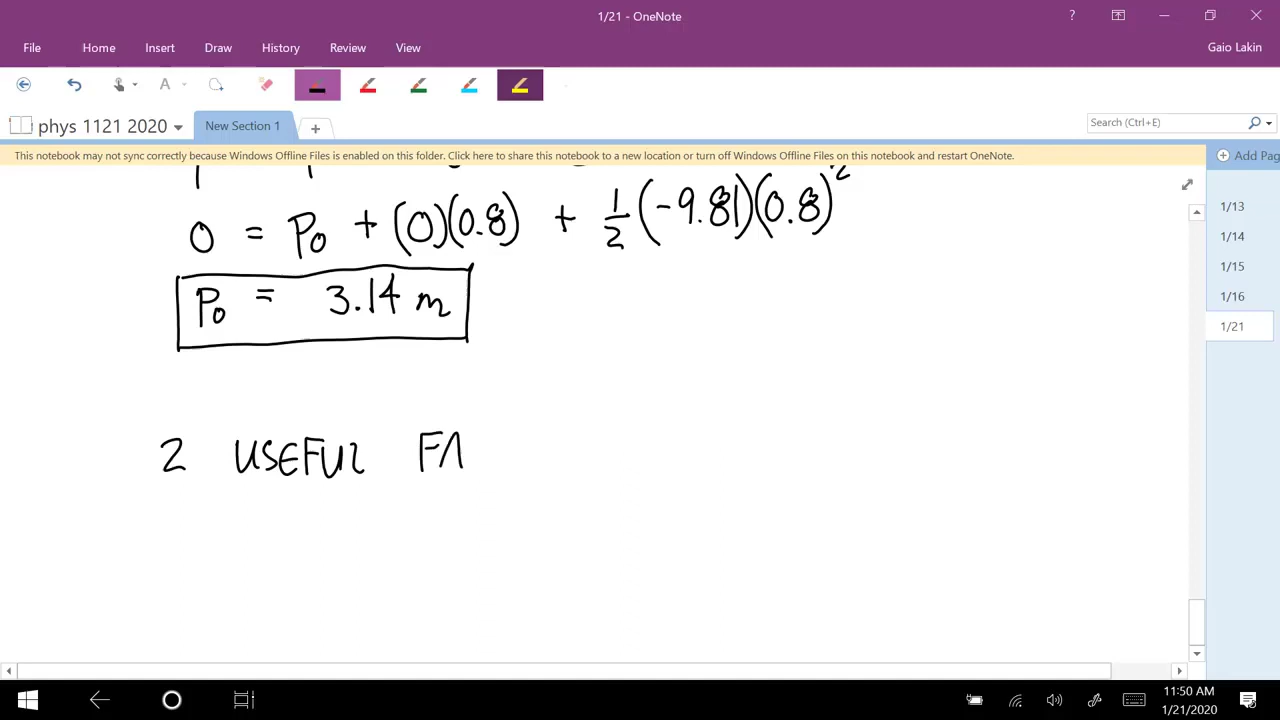 1/21 - OneNote
?
File Home Insert Draw History Review View
Gaio Lakin
A
phys 1121 2020
New Section 1
+
Search (Ctrl+E)
This notebook may not sync correctly because Windows Offline Files is enabled on this folder. Click here to share this notebook to a new location or turn off Windows Offline Files on this notebook and restart OneNote.
Add Pag
1/13
1/14
1/15
1/16
1/21
0 = P₀ + (0)(0.8) + 1/2 (-9.81)(0.8)²
P₀ = 3.14 m
2 USEFUL FA
11:50 AM
1/21/2020